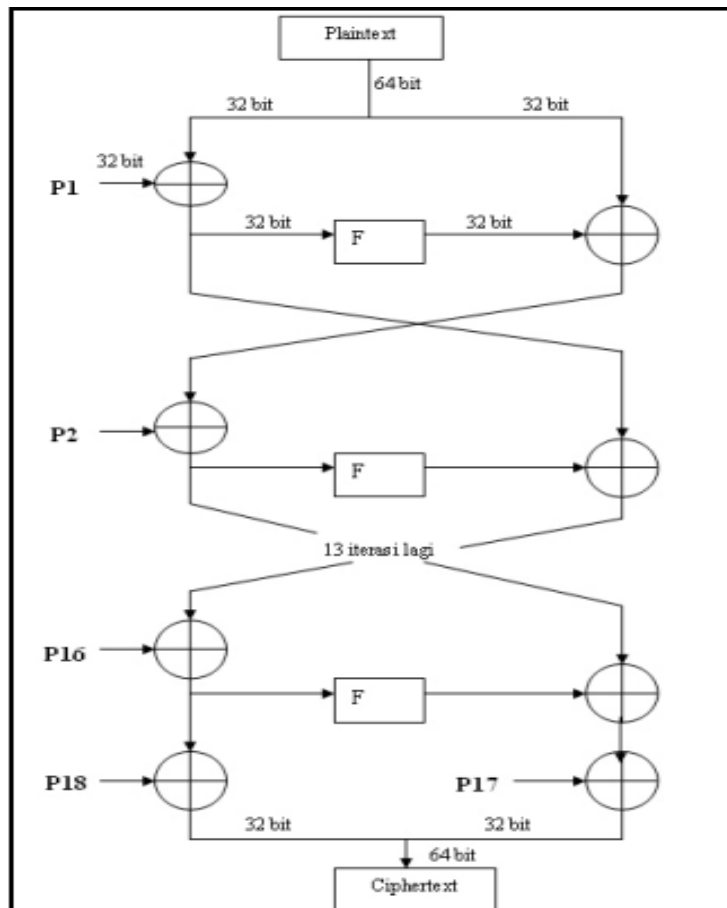 Plaintext
64 bit
32 bit
32 bit
32 bit
P1
32 bit
F
32 bit
P2
F
13 iterasi lagi
P16
F
P18
P17
32 bit
32 bit
64 bit
Ciphertext